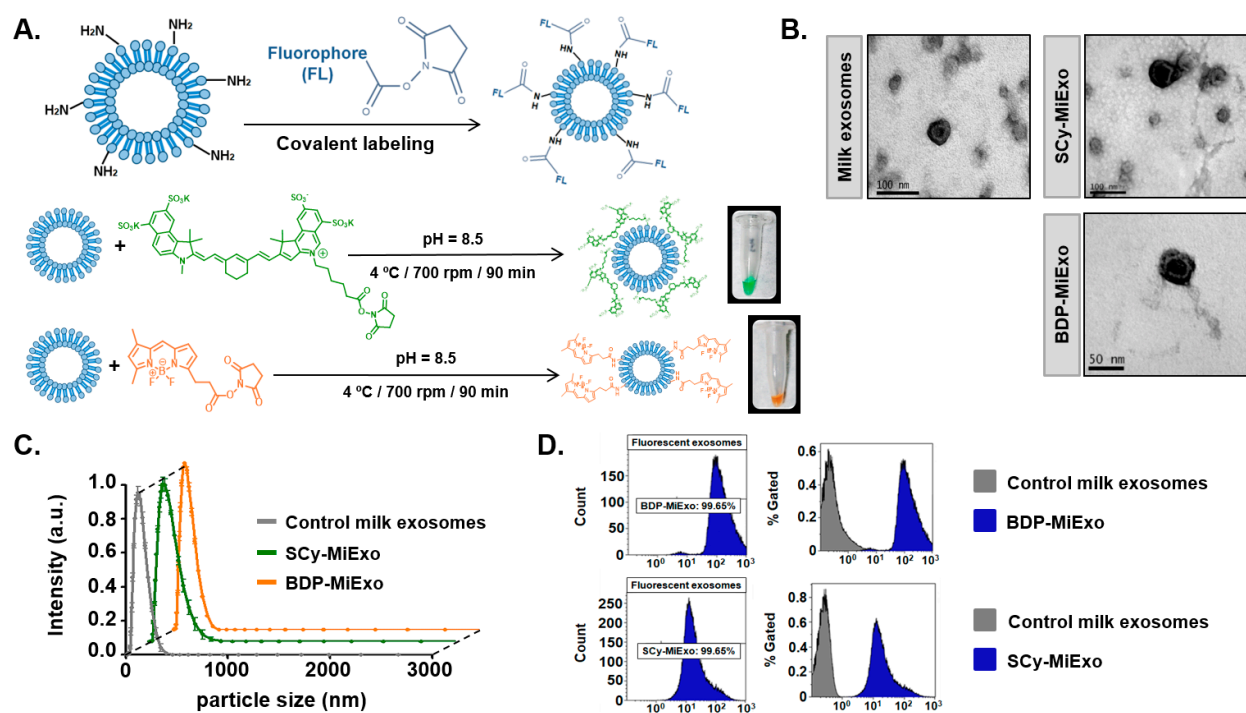 A.
NH₂
H₂N
NH₂
NH₂
H₂N
NH₂
NH₂
Fluorophore
(FL)
O
O
N
O
O
Covalent labeling
FL
O
NH
FL
O
HN
FL
O
N
H
FL
O
N
H
FL
O
HN
FL
O
NH
+
SO₃K
SO₃K
SO₃⁻
SO₃K
N
N
O
O
O
N
O
pH = 8.5
4 ºC / 700 rpm / 90 min
+
N
B
N
F
F
O
O
N
O
O
pH = 8.5
4 ºC / 700 rpm / 90 min
B.
Milk exosomes
100 nm
SCy-MiExo
100 nm
BDP-MiExo
50 nm
C.
Intensity (a.u.)
1.0
0.8
0.6
0.4
0.2
0
0
1000
2000
3000
particle size (nm)
Control milk exosomes
SCy-MiExo
BDP-MiExo
D.
Fluorescent exosomes
Count
200
150
100
50
0
BDP-MiExo: 99.65%
10⁰ 10¹ 10² 10³
% Gated
0.6
0.4
0.2
0
10⁰ 10¹ 10² 10³
Control milk exosomes
BDP-MiExo
Fluorescent exosomes
Count
250
200
150
100
50
0
SCy-MiExo: 99.65%
10⁰ 10¹ 10² 10³
% Gated
0.8
0.6
0.4
0.2
0
10⁰ 10¹ 10² 10³
Control milk exosomes
SCy-MiExo